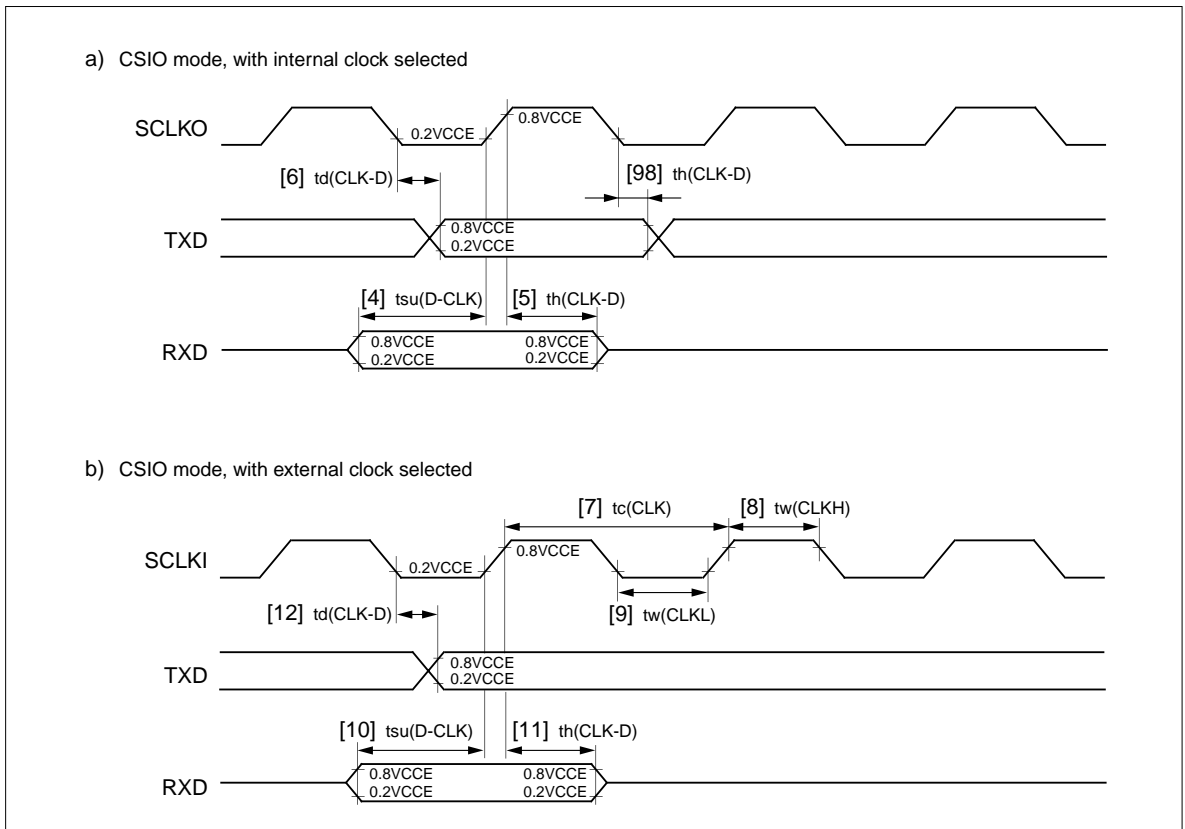 a) CSIO mode, with internal clock selected
SCLKO
0.2VCCE
0.8VCCE
[6] td(CLK-D)
[98] th(CLK-D)
TXD
0.8VCCE
0.2VCCE
[4] tsu(D-CLK)
[5] th(CLK-D)
RXD
0.8VCCE 0.8VCCE
0.2VCCE 0.2VCCE
b) CSIO mode, with external clock selected
[7] tc(CLK)
[8] tw(CLKH)
SCLKI
0.2VCCE
0.8VCCE
[12] td(CLK-D)
[9] tw(CLKL)
TXD
0.8VCCE
0.2VCCE
[10] tsu(D-CLK)
[11] th(CLK-D)
RXD
0.8VCCE 0.8VCCE
0.2VCCE 0.2VCCE